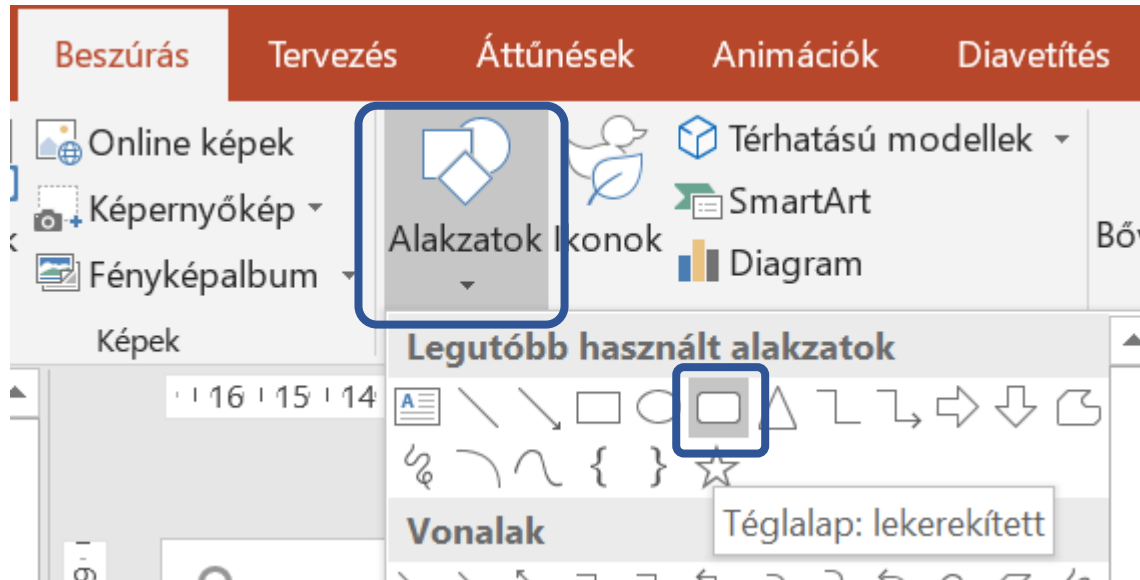 Beszúrás Tervezés Áttűnések Animációk Diavetítés
Online képek
Képernyőkép
Fényképalbum
Képek
Alakzatok
Ikonok
Térhatású modellek
SmartArt
Diagram
Legutóbb használt alakzatok
16 15 14
A
Téglalap: lekerekített
Vonalak